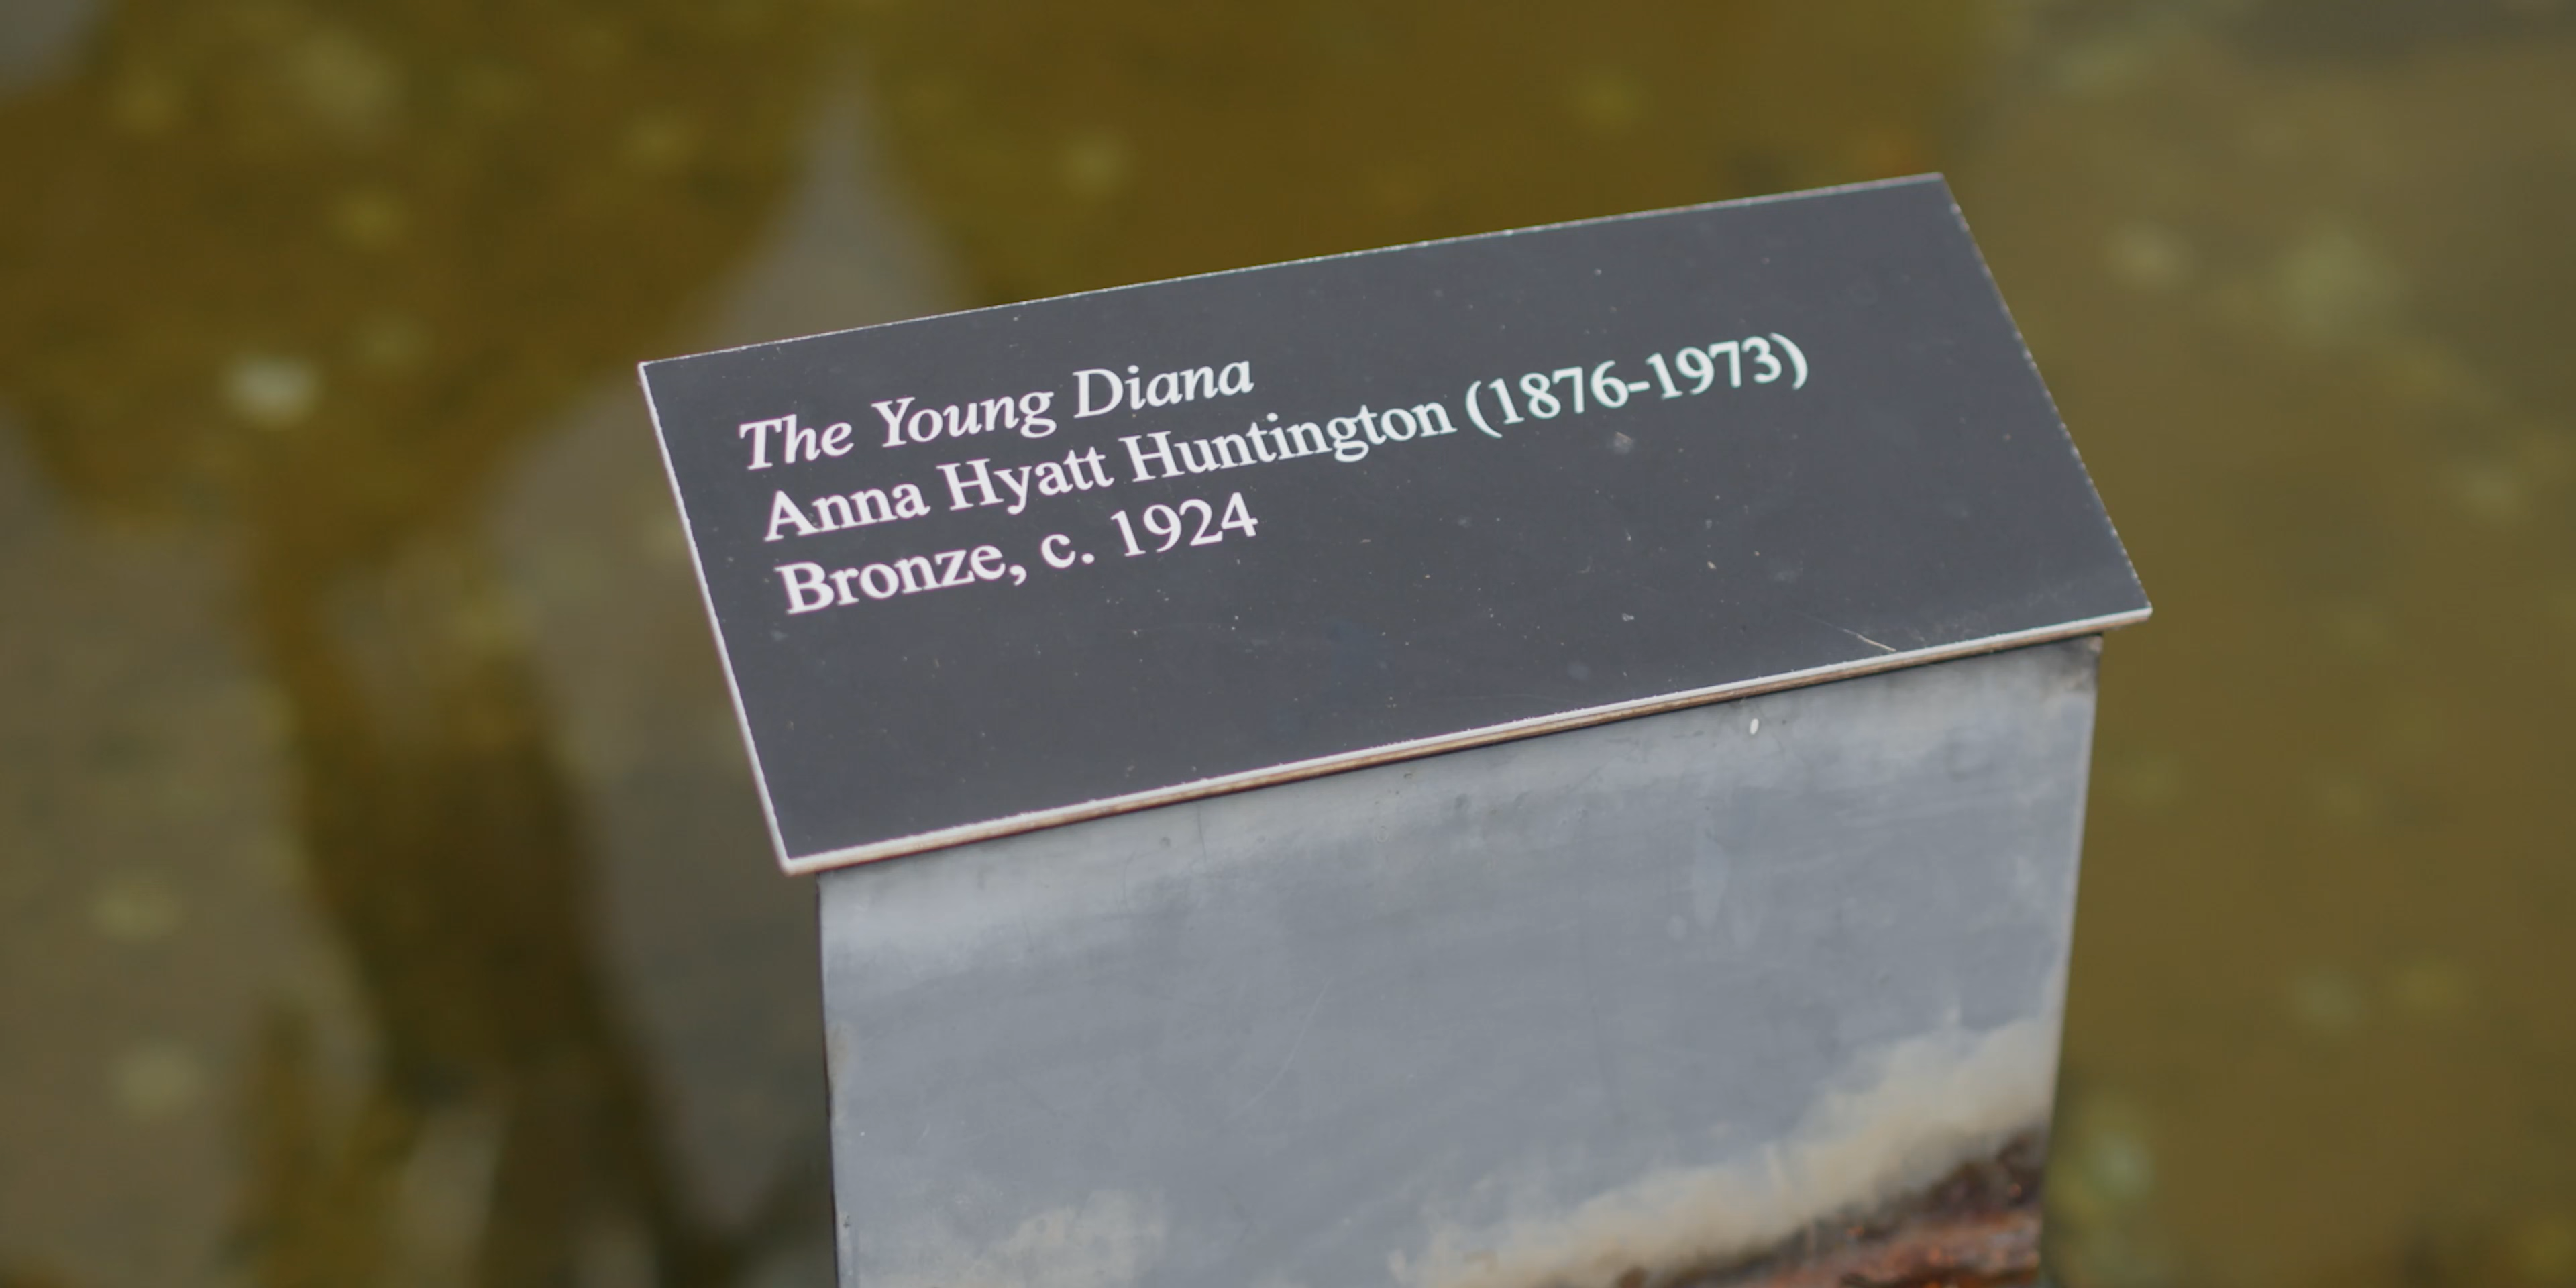 The Young Diana
Anna Hyatt Huntington (1876-1973)
Bronze, c. 1924